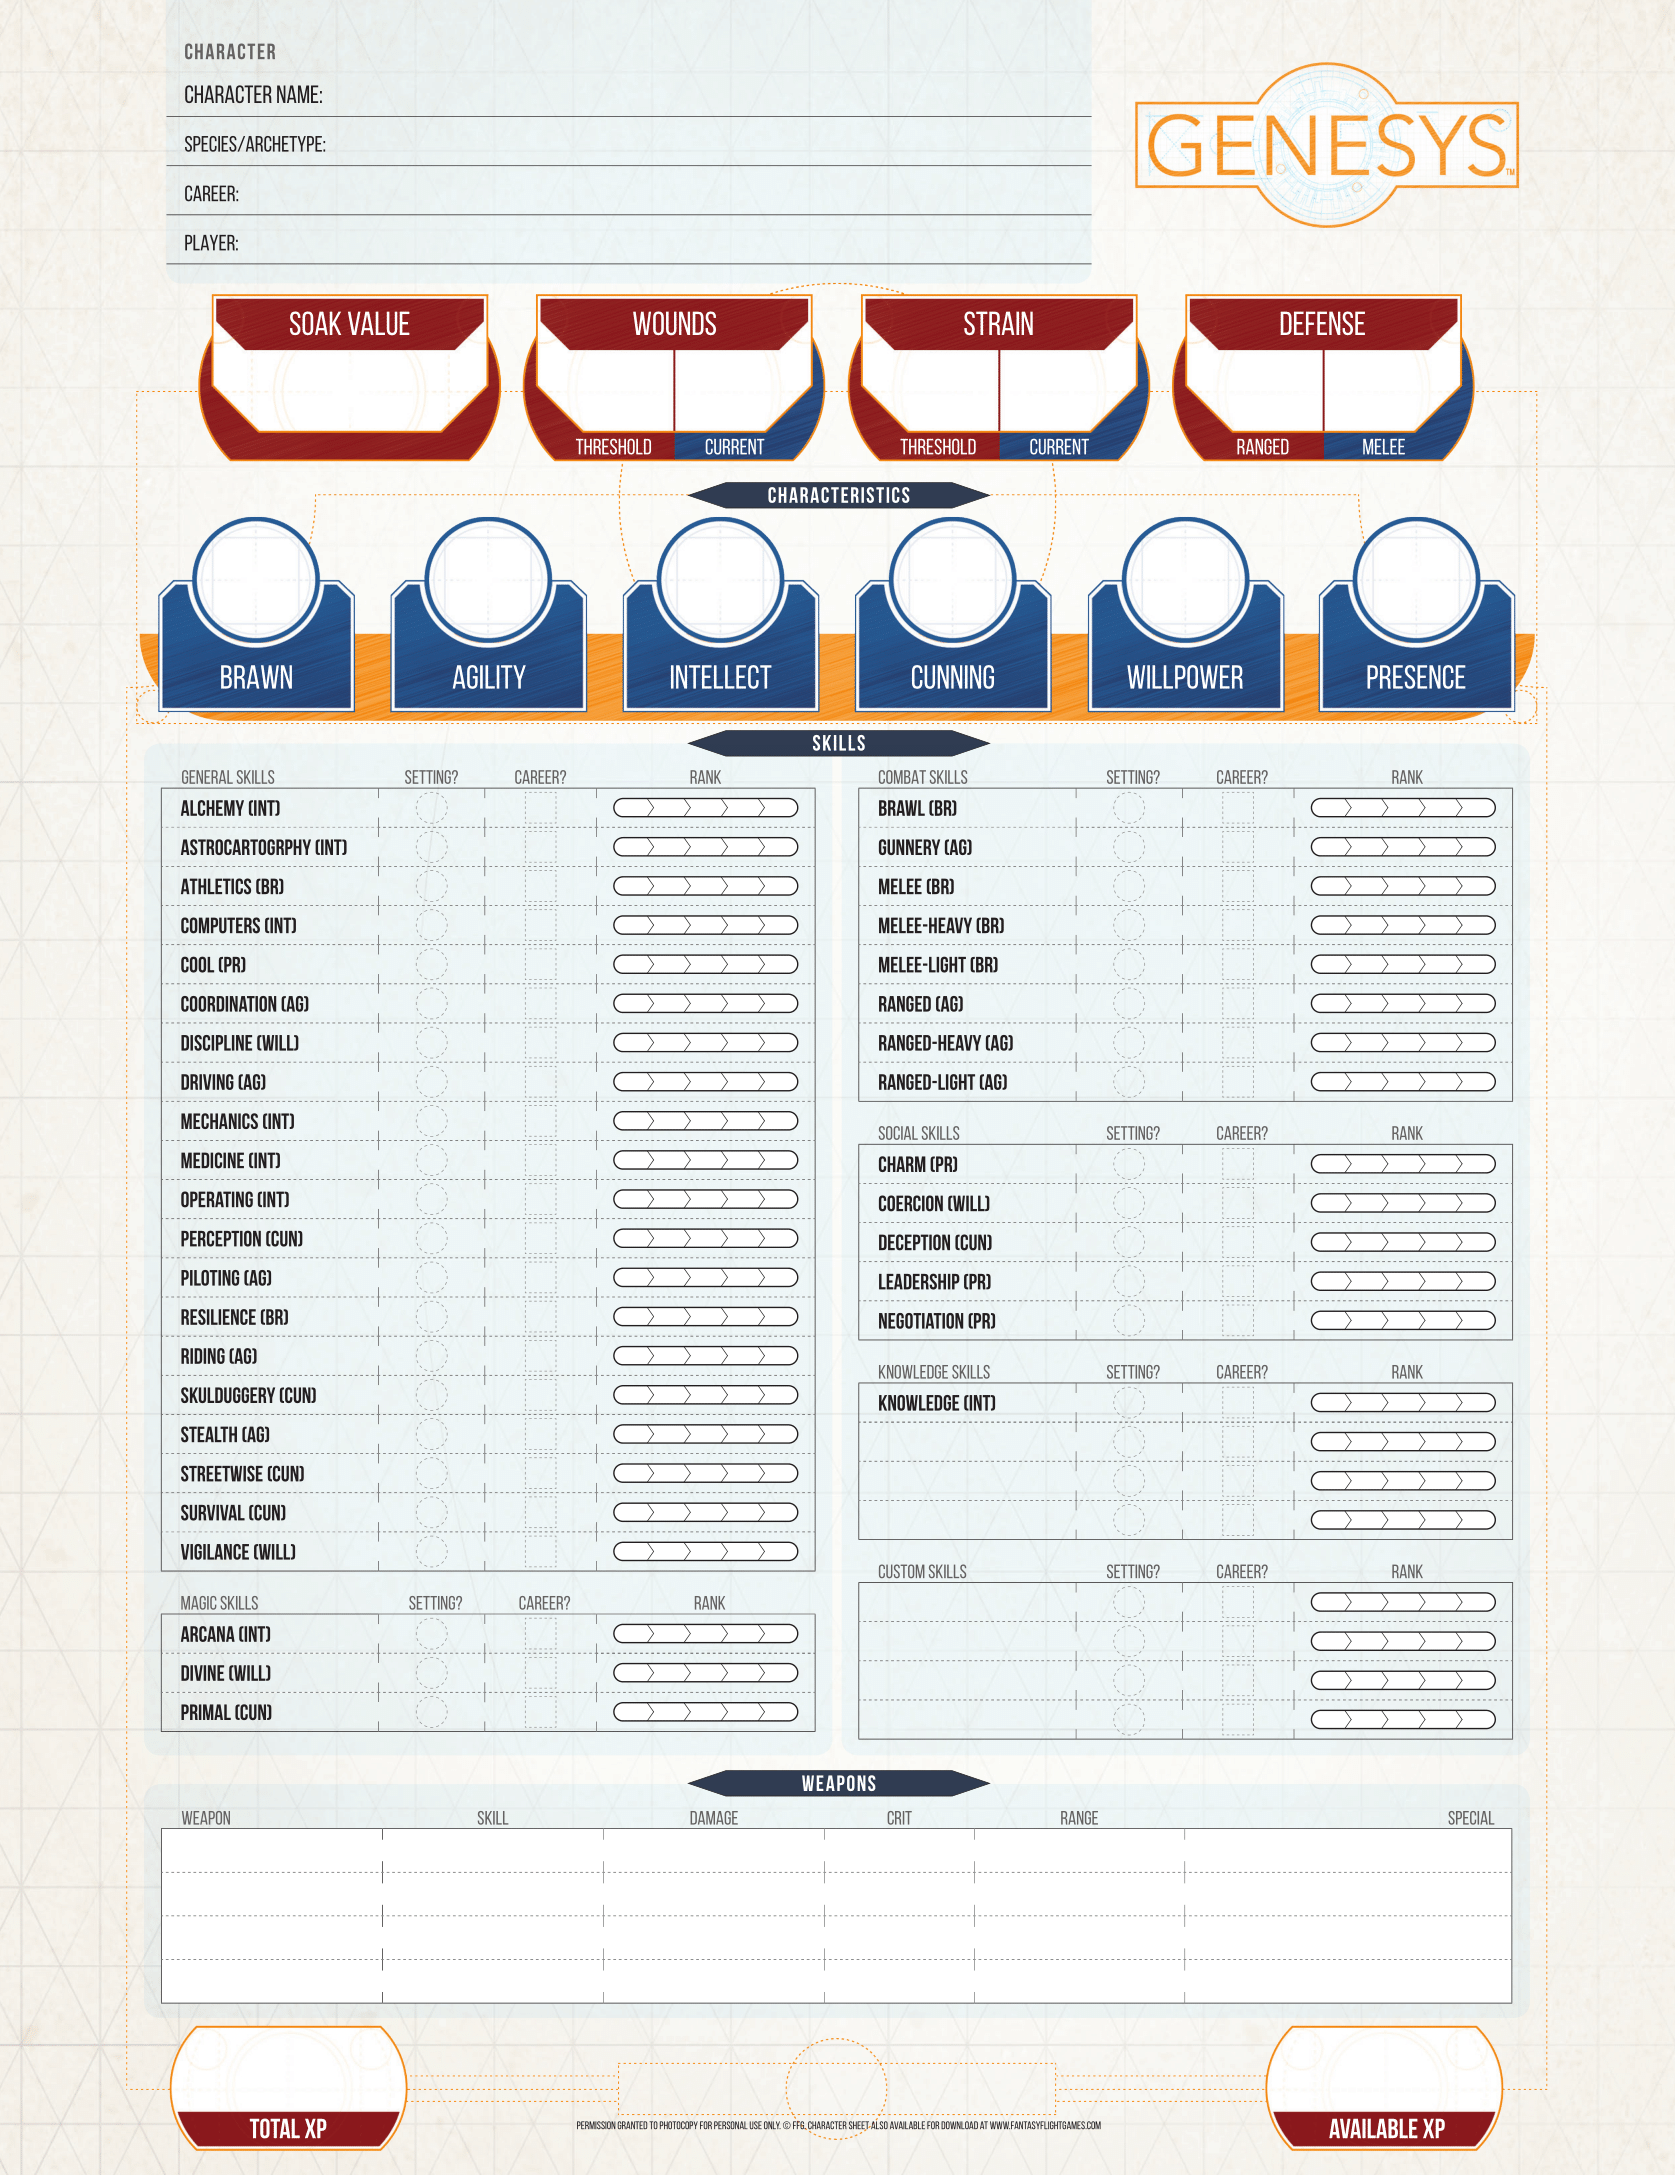 CHARACTER
CHARACTER NAME:
SPECIES/ARCHETYPE:
CAREER:
PLAYER:
GENESYS™
SOAK VALUE
WOUNDS
THRESHOLD CURRENT
STRAIN
THRESHOLD CURRENT
DEFENSE
RANGED MELEE
CHARACTERISTICS
BRAWN
AGILITY
INTELLECT
CUNNING
WILLPOWER
PRESENCE
SKILLS
GENERAL SKILLS SETTING? CAREER? RANK
ALCHEMY (INT)
ASTROCARTOGRPHY (INT)
ATHLETICS (BR)
COMPUTERS (INT)
COOL (PR)
COORDINATION (AG)
DISCIPLINE (WILL)
DRIVING (AG)
MECHANICS (INT)
MEDICINE (INT)
OPERATING (INT)
PERCEPTION (CUN)
PILOTING (AG)
RESILIENCE (BR)
RIDING (AG)
SKULDUGGERY (CUN)
STEALTH (AG)
STREETWISE (CUN)
SURVIVAL (CUN)
VIGILANCE (WILL)
MAGIC SKILLS SETTING? CAREER? RANK
ARCANA (INT)
DIVINE (WILL)
PRIMAL (CUN)
COMBAT SKILLS SETTING? CAREER? RANK
BRAWL (BR)
GUNNERY (AG)
MELEE (BR)
MELEE-HEAVY (BR)
MELEE-LIGHT (BR)
RANGED (AG)
RANGED-HEAVY (AG)
RANGED-LIGHT (AG)
SOCIAL SKILLS SETTING? CAREER? RANK
CHARM (PR)
COERCION (WILL)
DECEPTION (CUN)
LEADERSHIP (PR)
NEGOTIATION (PR)
KNOWLEDGE SKILLS SETTING? CAREER? RANK
KNOWLEDGE (INT)
CUSTOM SKILLS SETTING? CAREER? RANK
WEAPONS
WEAPON SKILL DAMAGE CRIT RANGE SPECIAL
TOTAL XP
PERMISSION GRANTED TO PHOTOCOPY FOR PERSONAL USE ONLY. © FFG. CHARACTER SHEET ALSO AVAILABLE FOR DOWNLOAD AT WWW.FANTASYFLIGHTGAMES.COM
AVAILABLE XP